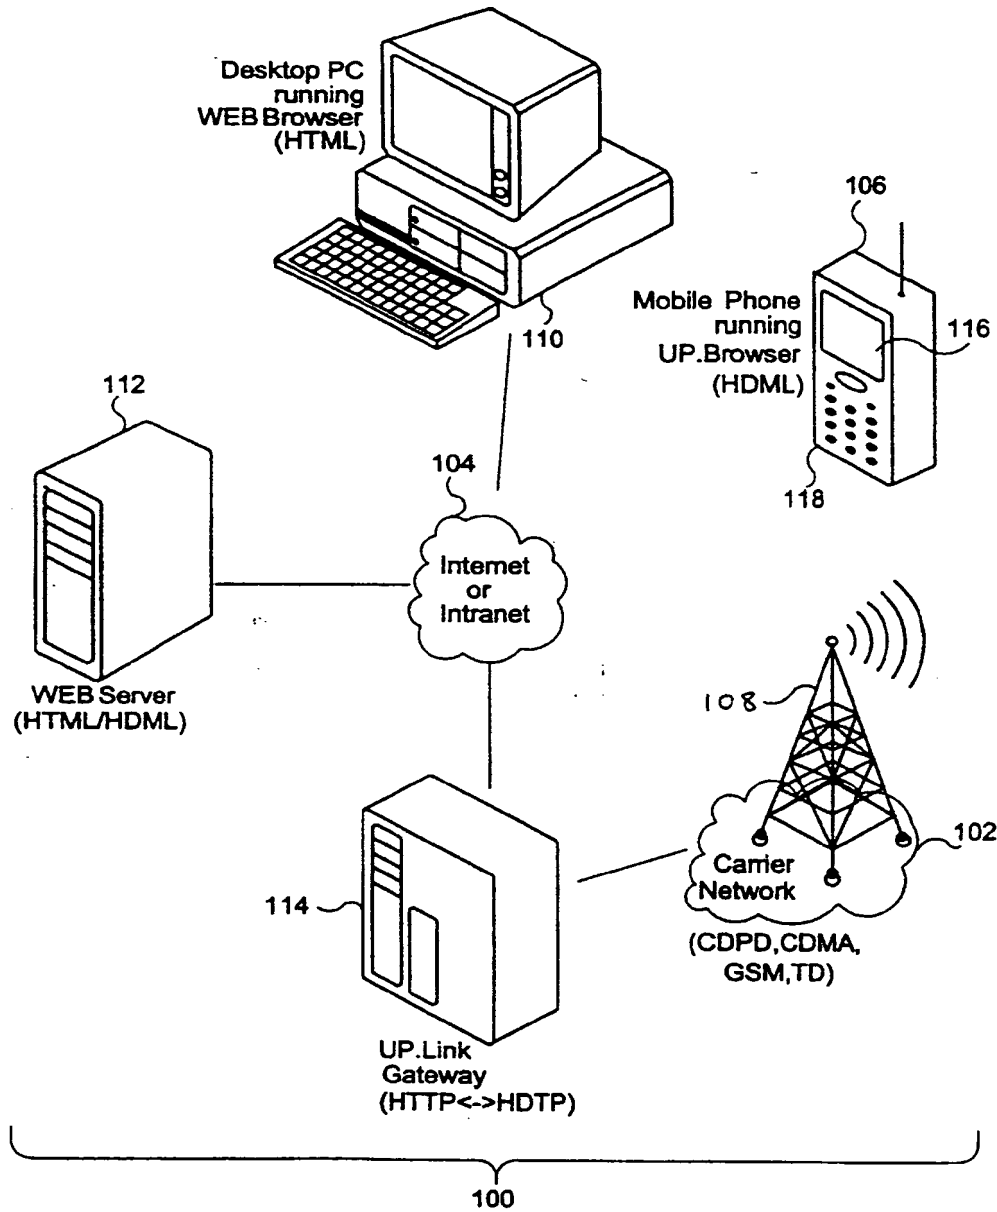 Desktop PC
running
WEB Browser
(HTML)
110
106
Mobile Phone
running
UP.Browser
(HDML)
116
118
112
WEB Server
(HTML/HDML)
104
Internet
or
Intranet
108
102
Carrier
Network
(CDPD,CDMA,
GSM,TD)
114
UP.Link
Gateway
(HTTP<->HDTP)
100